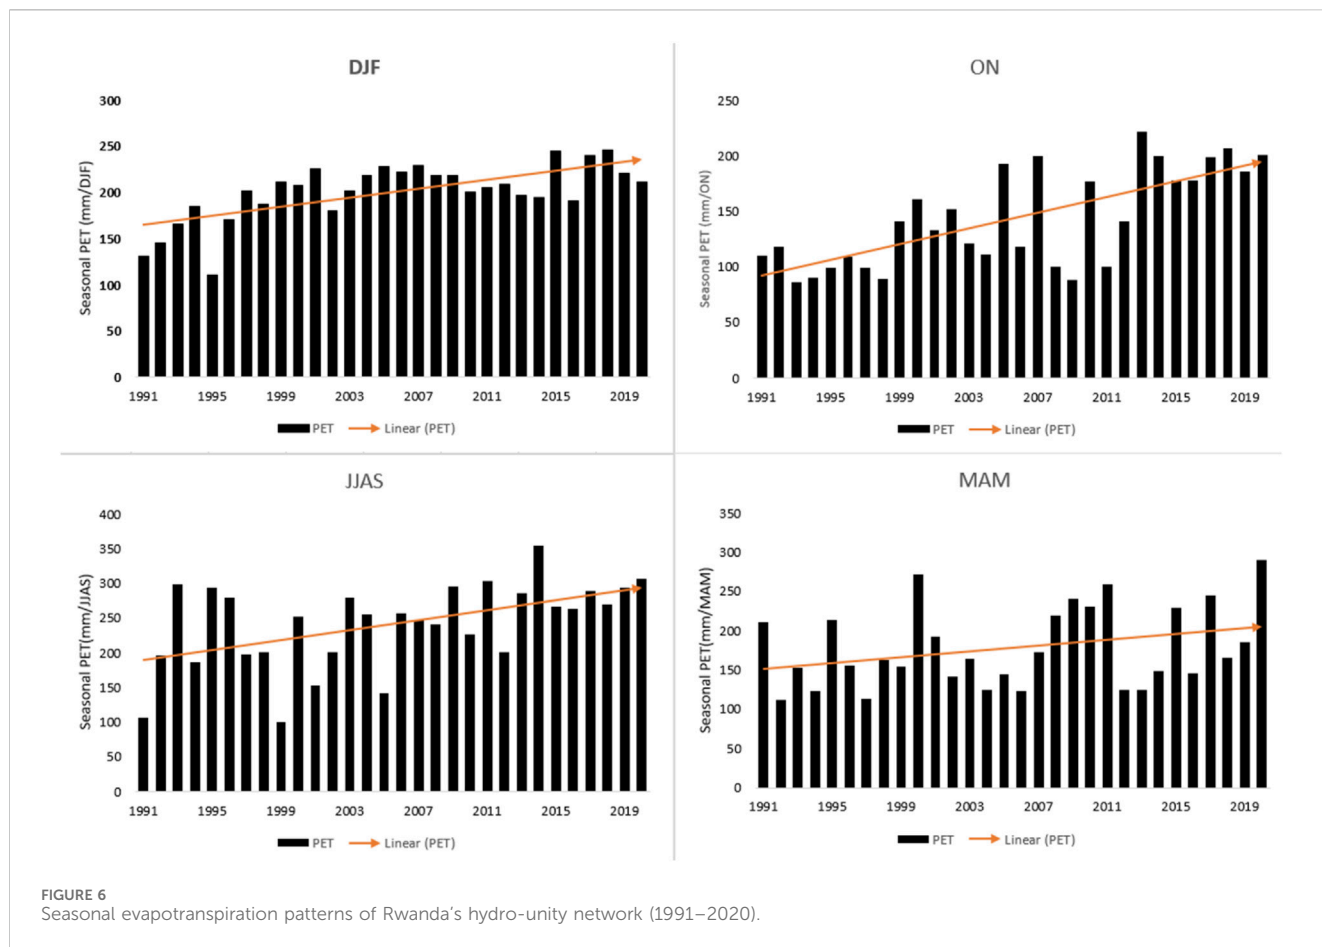 DJF
Seasonal PET (mm/DJF)
300
250
200
150
100
50
0
1991 1995 1999 2003 2007 2011 2015 2019
PET Linear (PET)
ON
Seasonal PET (mm/ON)
250
200
150
100
50
0
1991 1995 1999 2003 2007 2011 2015 2019
PET Linear (PET)
JJAS
Seasonal PET(mm/JJAS)
400
350
300
250
200
150
100
50
0
1991 1995 1999 2003 2007 2011 2015 2019
PET Linear (PET)
MAM
Seasonal PET(mm/MAM)
350
300
250
200
150
100
50
0
1991 1995 1999 2003 2007 2011 2015 2019
PET Linear (PET)
FIGURE 6
Seasonal evapotranspiration patterns of Rwanda's hydro-unity network (1991–2020).